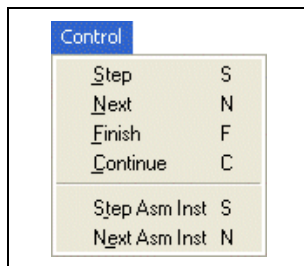 Control
Step S
Next N
Finish F
Continue C
Step Asm Inst S
Next Asm Inst N